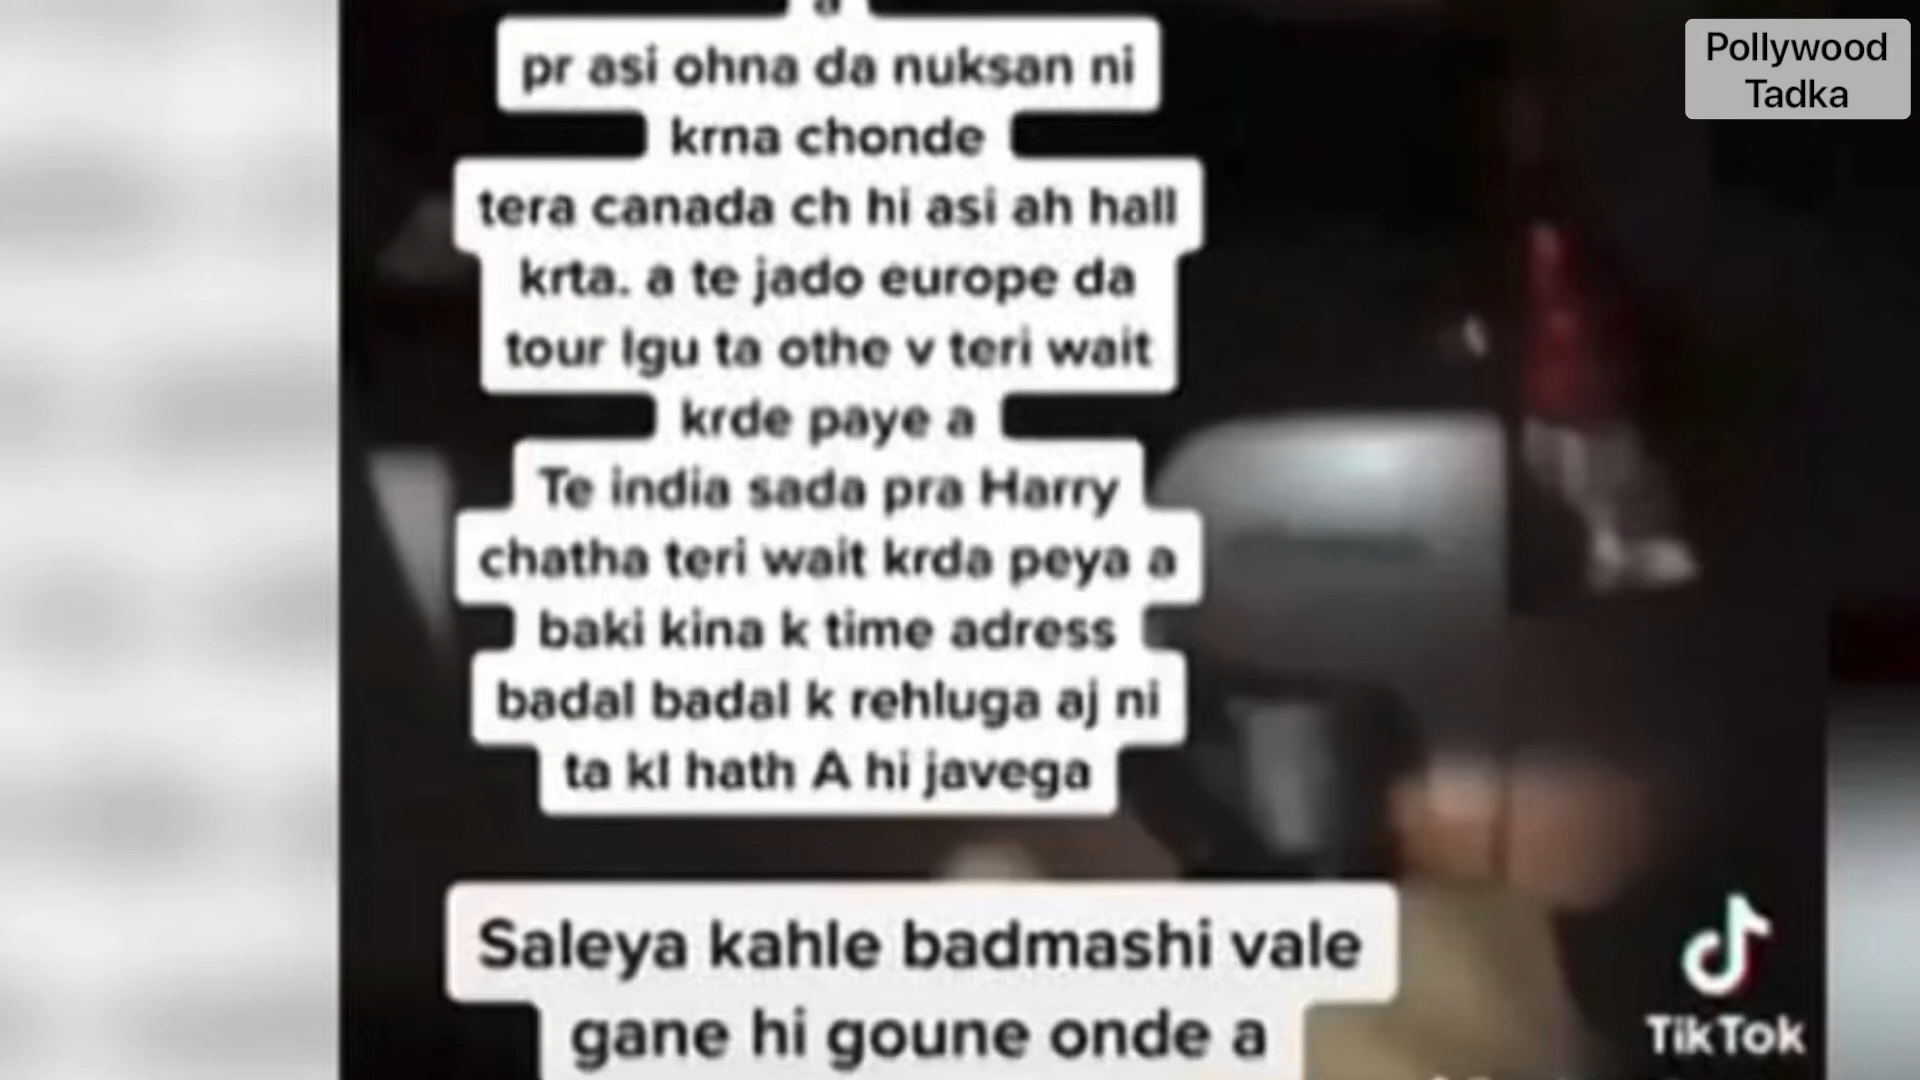 a
pr asi ohna da nuksan ni
krna chonde
tera canada ch hi asi ah hall
krta. a te jado europe da
tour lgu ta othe v teri wait
krde paye a
Te india sada pra Harry
chatha teri wait krda peya a
baki kina k time adress
badal badal k rehluga aj ni
ta kl hath A hi javega
Saleya kahle badmashi vale
gane hi goune onde a
Pollywood
Tadka
TikTok